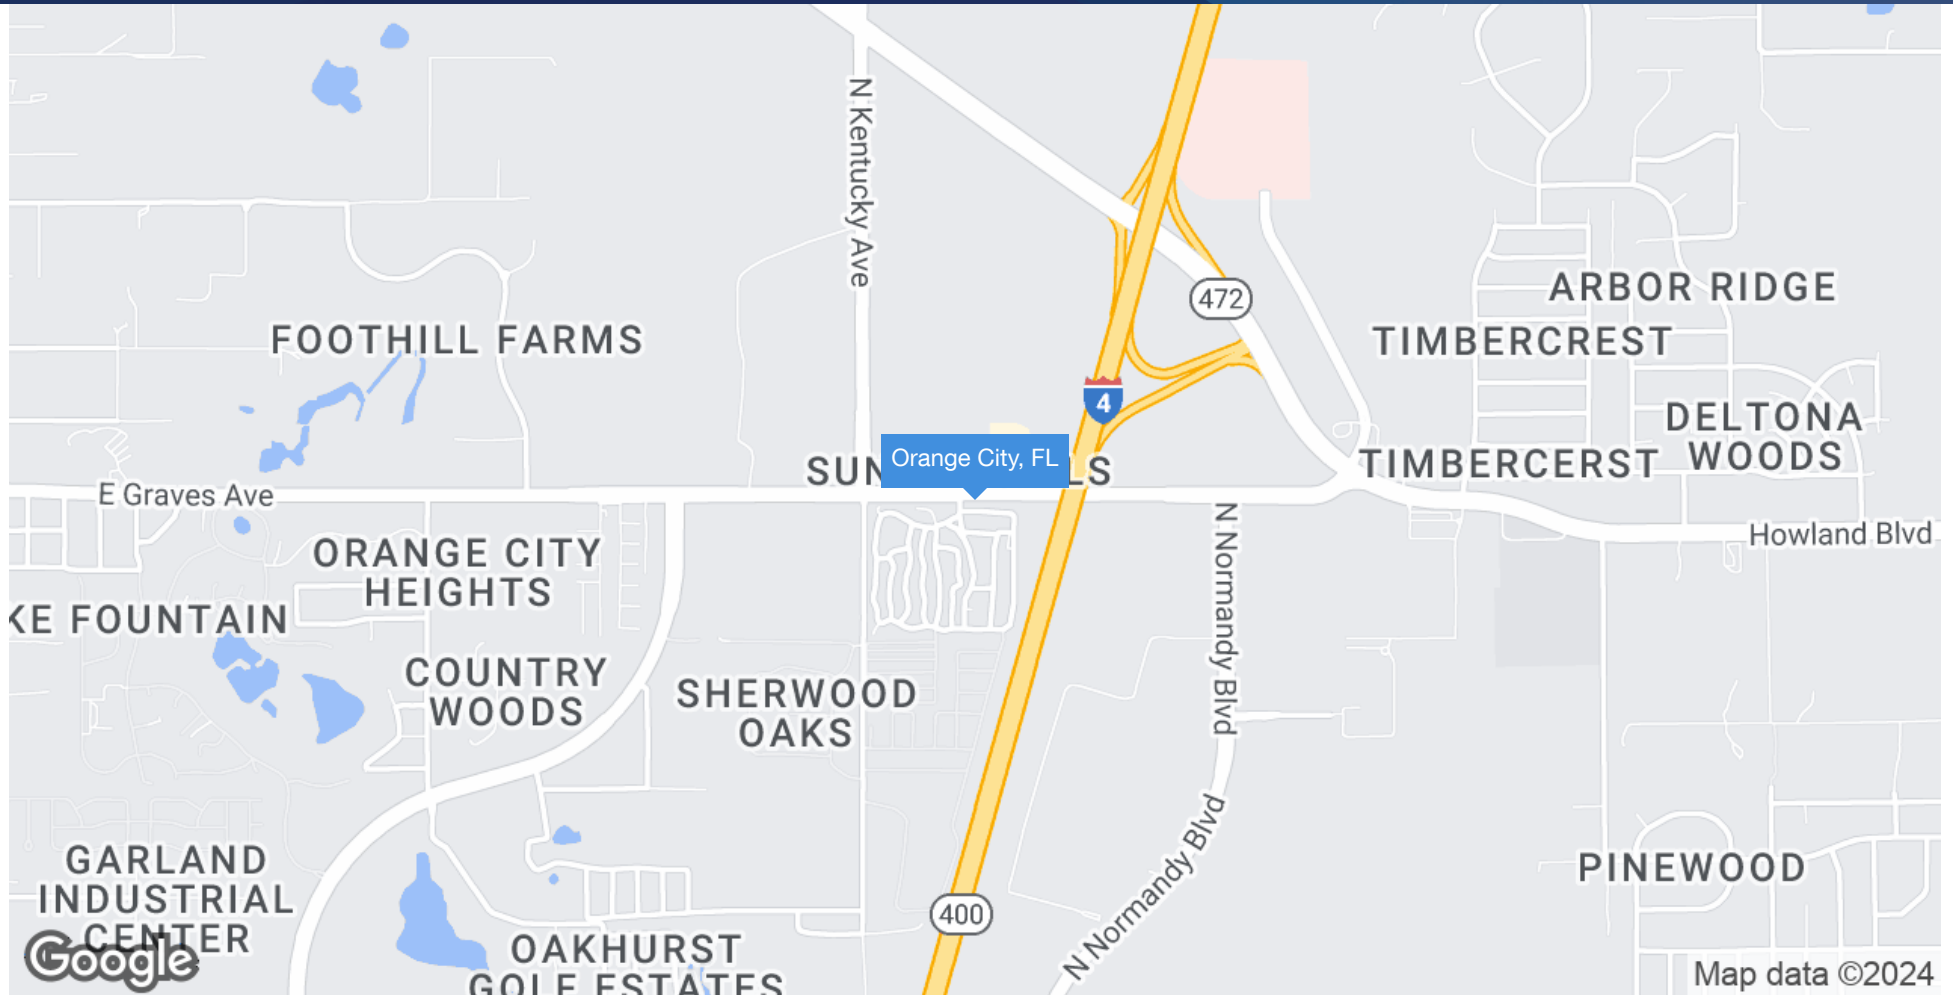 N Kentucky Ave
472
ARBOR RIDGE
FOOTHILL FARMS
TIMBERCREST
4
DELTONA
WOODS
Orange City, FL
SUN
LS
TIMBERCERST
E Graves Ave
Howland Blvd
ORANGE CITY
HEIGHTS
N Normandy Blvd
KE FOUNTAIN
COUNTRY
WOODS
SHERWOOD
OAKS
GARLAND
INDUSTRIAL
CENTER
PINEWOOD
400
N Normandy Blvd
OAKHURST
GOLF ESTATES
Google
Map data ©2024